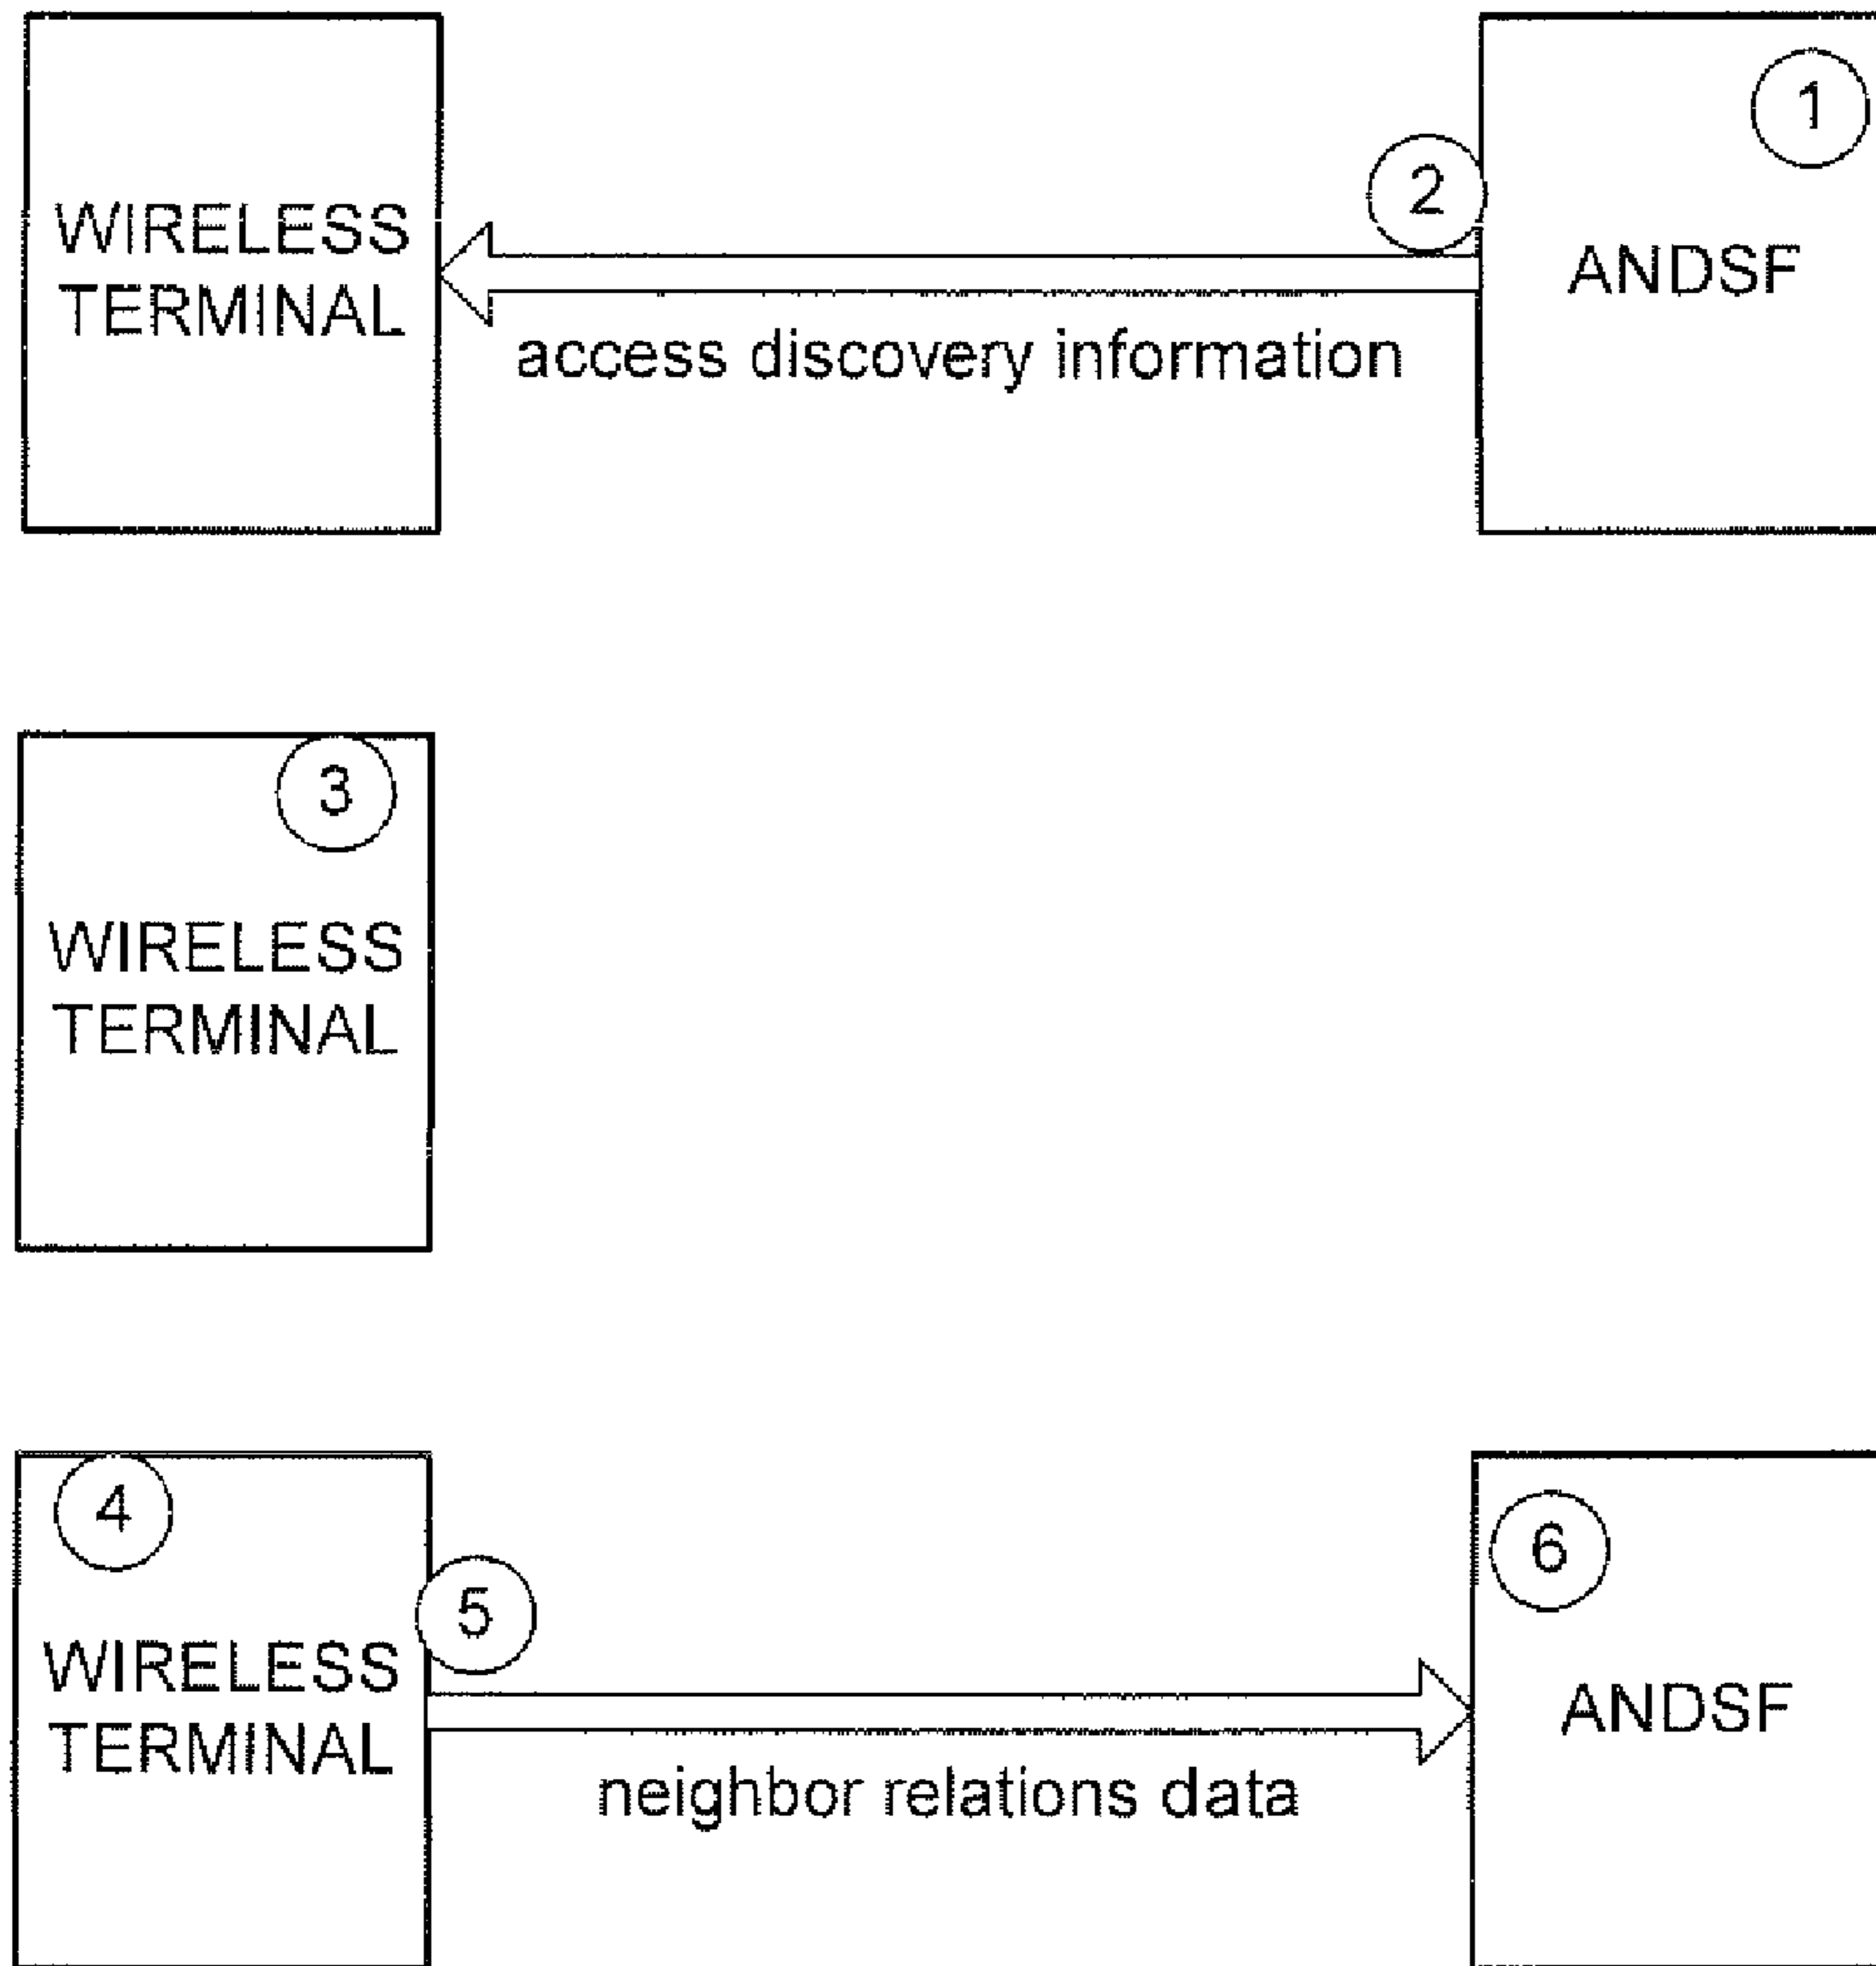 1
2
WIRELESS
TERMINAL
ANDSF
access discovery information
3
WIRELESS
TERMINAL
4
5
6
WIRELESS
TERMINAL
ANDSF
neighbor relations data